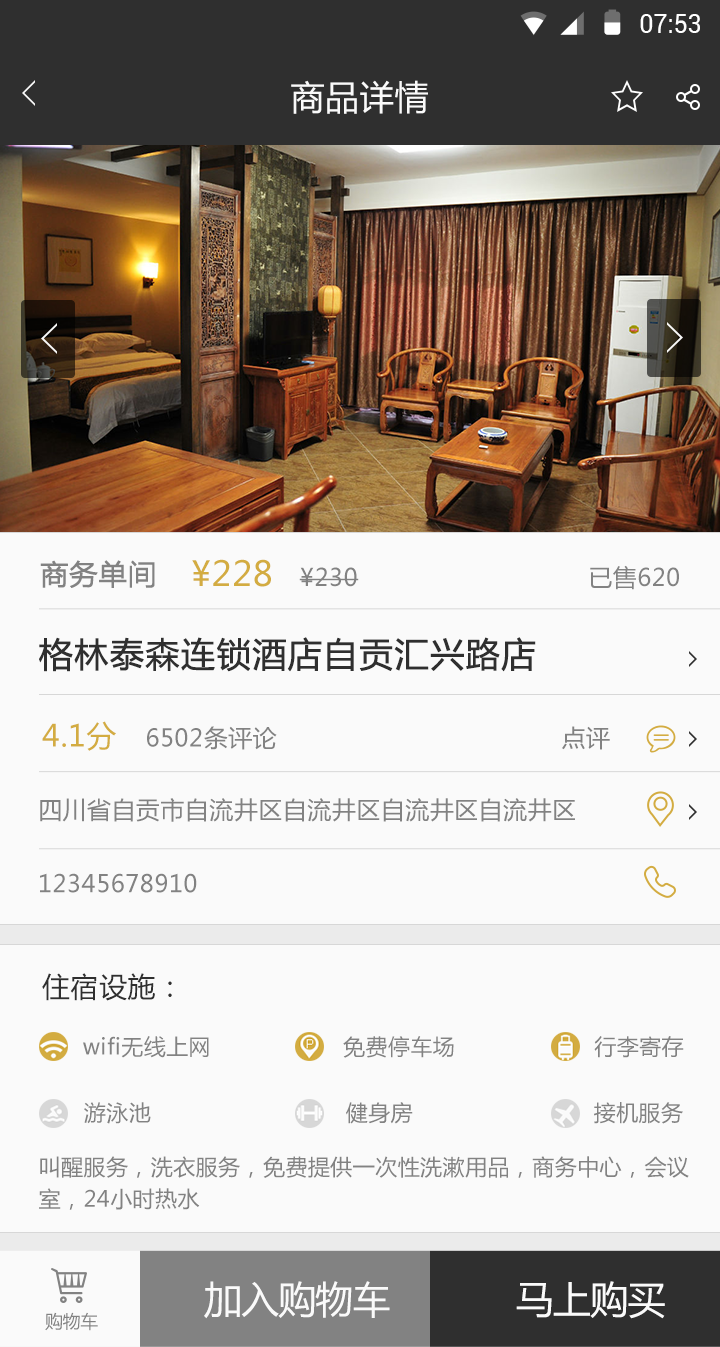 07:53
商品详情
商务单间 ¥228 ¥230 已售620
格林泰森连锁酒店自贡汇兴路店
4.1分 6502条评论 点评
四川省自贡市自流井区自流井区自流井区自流井区
12345678910
住宿设施：
wifi无线上网 P 免费停车场 行李寄存
游泳池 健身房 接机服务
叫醒服务，洗衣服务，免费提供一次性洗漱用品，商务中心，会议
室，24小时热水
购物车 加入购物车 马上购买